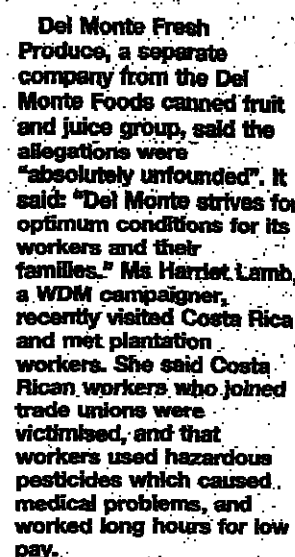 Del Monte Fresh
Produce, a separate
company from the Del
Monte Foods canned fruit
and juice group, said the
allegations were
"absolutely unfounded". It
said: "Del Monte strives for
optimum conditions for its
workers and their
families." Ms Harriet Lamb,
a WDM campaigner,
recently visited Costa Rica
and met plantation
workers. She said Costa
Rican workers who joined
trade unions were
victimised, and that
workers used hazardous
pesticides which caused
medical problems, and
worked long hours for low
pay.